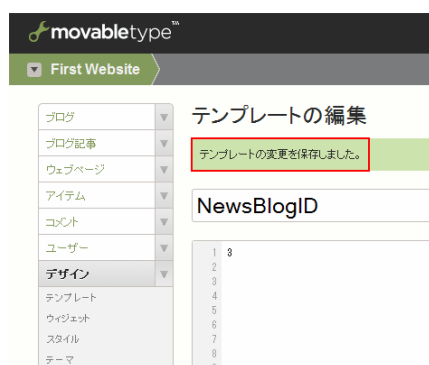 movabletype™
First Website
ブログ
ブログ記事
ウェブページ
アイテム
コメント
ユーザー
デザイン
テンプレート
ウィジェット
スタイル
テーマ
テンプレートの編集
テンプレートの変更を保存しました。
NewsBlogID
1 3
2
3
4
5
6
7
8